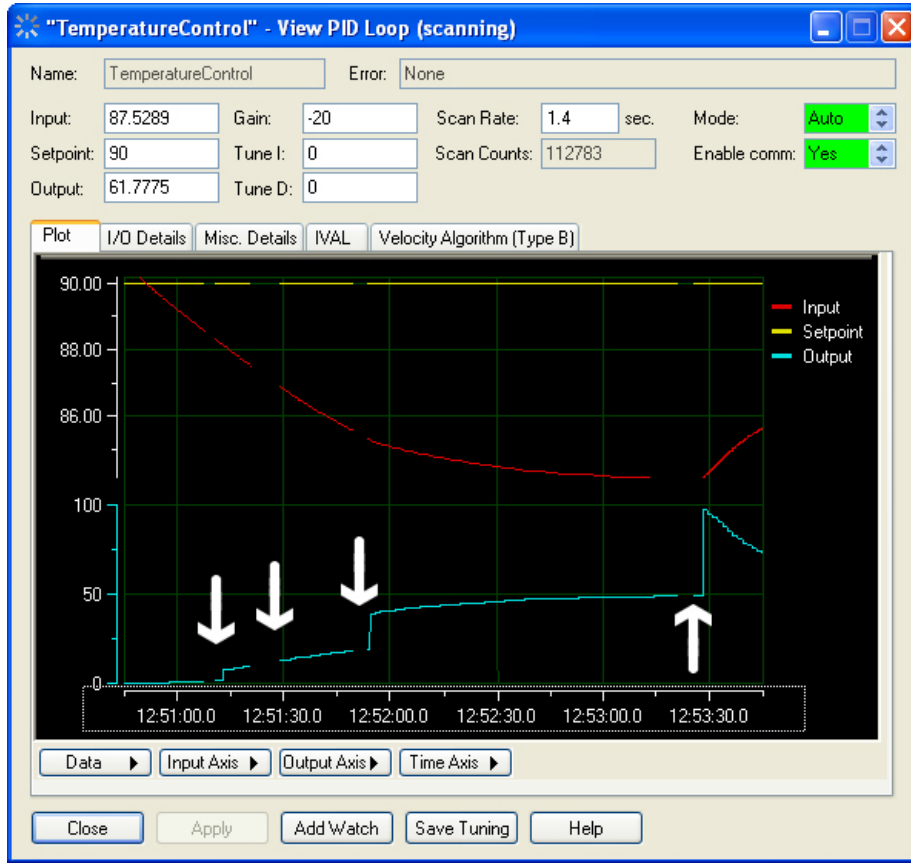 "TemperatureControl" - View PID Loop (scanning)
Name: TemperatureControl Error: None
Input: 87.5289 Gain: -20 Scan Rate: 1.4 sec. Mode: Auto
Setpoint: 90 Tune I: 0 Scan Counts: 112783 Enable comm: Yes
Output: 61.7775 Tune D: 0
Plot I/O Details Misc. Details IVAL Velocity Algorithm (Type B)
90.00
Input
Setpoint
88.00 Output
86.00
100
50
0
12:51:00.0 12:51:30.0 12:52:00.0 12:52:30.0 12:53:00.0 12:53:30.0
Data Input Axis Output Axis Time Axis
Close Apply Add Watch Save Tuning Help